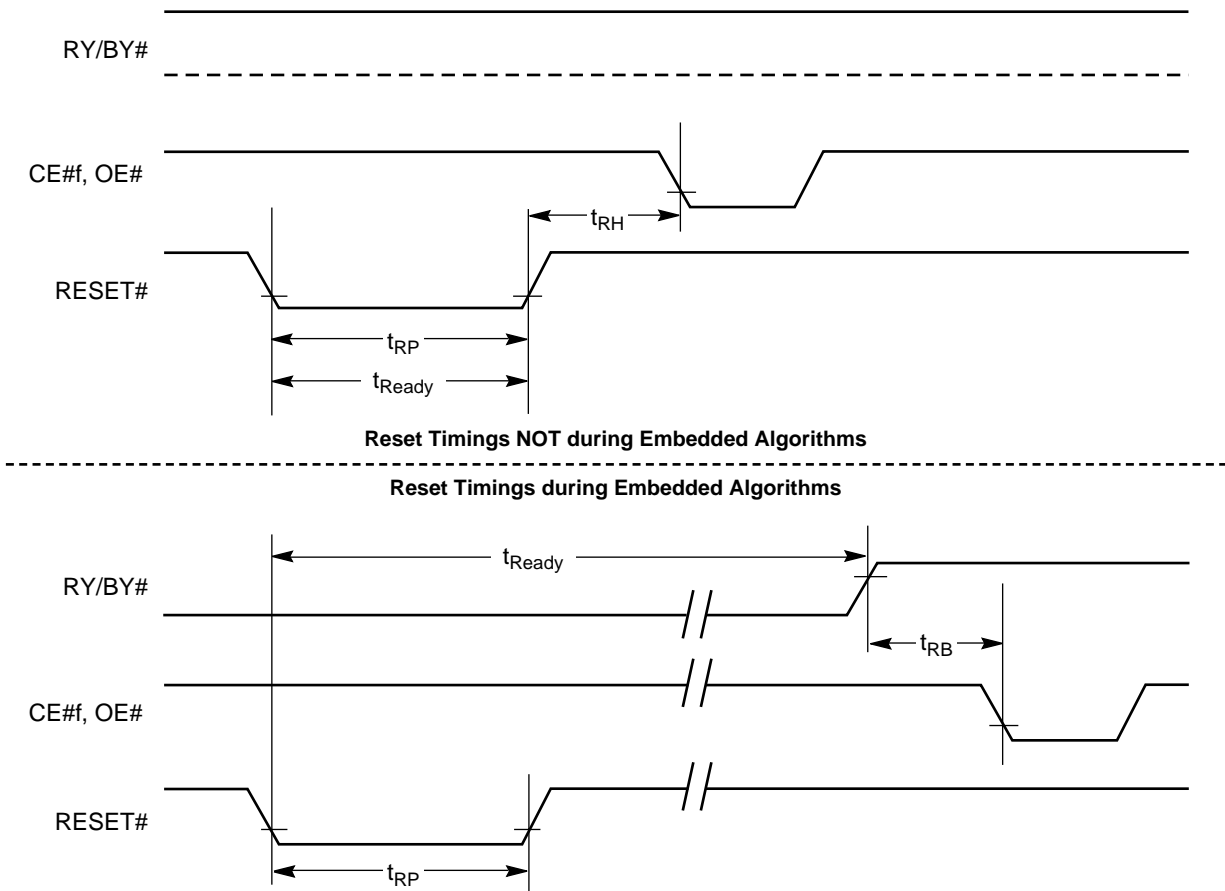 RY/BY#
CE#f, OE#
tRH
RESET#
tRP
tReady
Reset Timings NOT during Embedded Algorithms
Reset Timings during Embedded Algorithms
tReady
RY/BY#
tRB
CE#f, OE#
RESET#
tRP